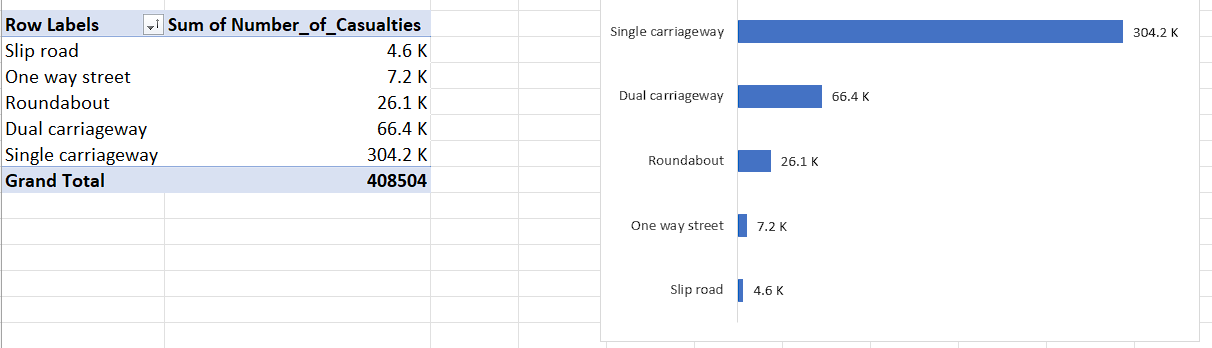 Row Labels Sum of Number_of_Casualties
Slip road 4.6 K
One way street 7.2 K
Roundabout 26.1 K
Dual carriageway 66.4 K
Single carriageway 304.2 K
Grand Total 408504
Single carriageway 304.2 K
Dual carriageway 66.4 K
Roundabout 26.1 K
One way street 7.2 K
Slip road 4.6 K